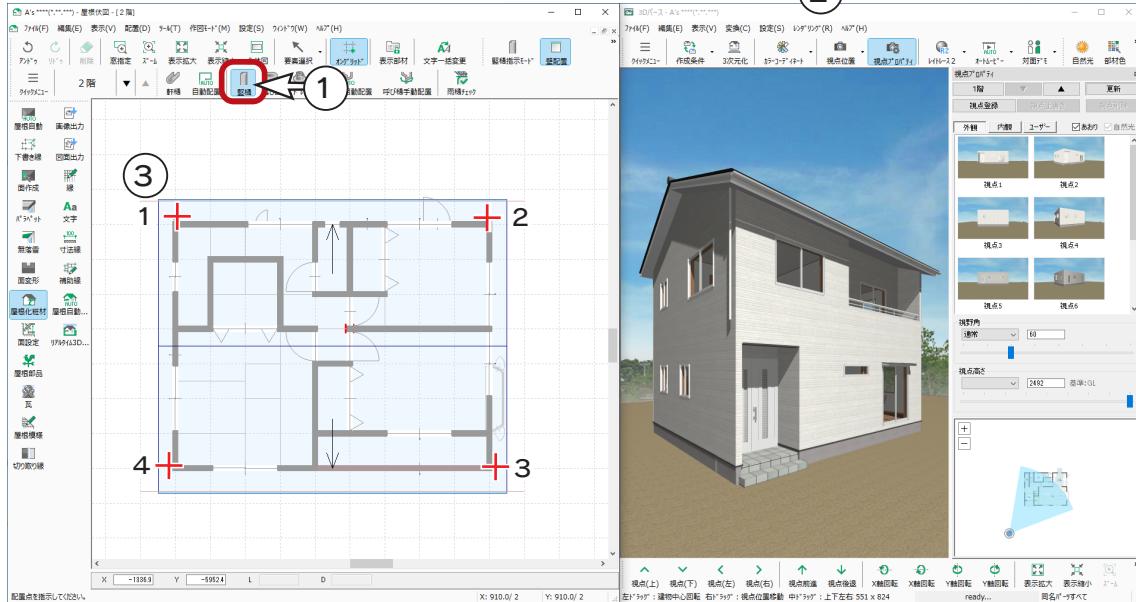 A's ****(*.**.***) - 屋根伏図 - [2 階]
ファイル(F) 編集(E) 表示(V) 配置(D) ツール(T) 作図モード(M) 設定(S) ウィンドウ(W) ヘルプ(H)
アンドゥ リドゥ 削除 窓指定 ズーム 表示拡大 要素選択 オングリッド 表示部材 文字一括変更 竪樋指示モード 壁配置
クイックメニュー 2 階 ▼ ▲ 軒樋 自動配置 竪樋 動配置 呼び樋手動配置 雨樋チェック
①
屋根自動 画像出力
下書き線 図面出力
面作成 線
パラペット 文字
無落雪 寸法線
面変形 補助線
屋根化粧材 屋根自動...
面設定 リアルタイム3D...
屋根部品
瓦
屋根模様
切り取り線
③
1
2
3
4
X -1336.9 Y -5952.4 L D
配置点を指示してください。 X: 910.0/ 2 Y: 910.0/ 2
②
3Dパース - A's ****(*.**.***)
ファイル(F) 編集(E) 表示(V) 変換(C) 設定(S) レンダリング(R) ヘルプ(H)
クイックメニュー 作成条件 3次元化 カラーコーディネート 視点位置 視点プロパティ レイトレース2 オートムービー 対面デモ 自然光 部材色
視点プロパティ
1階 ▼ ▲ 更新
視点登録 視点上書き 視点削除
外観 内観 ユーザー あおり 自然光
視点1 視点2
視点3 視点4
視点5 視点6
視野角
通常 60
視点高さ
2492 基準:GL
+
−
視点(上) 視点(下) 視点(左) 視点(右) 視点前進 視点後退 X軸回転 X軸回転 Y軸回転 Y軸回転 表示拡大 表示縮小 ズーム
左ドラッグ：建物中心回転 右ドラッグ：視点位置移動 中ドラッグ：上下左右 551 x 824 ready... 同名パーツすべて